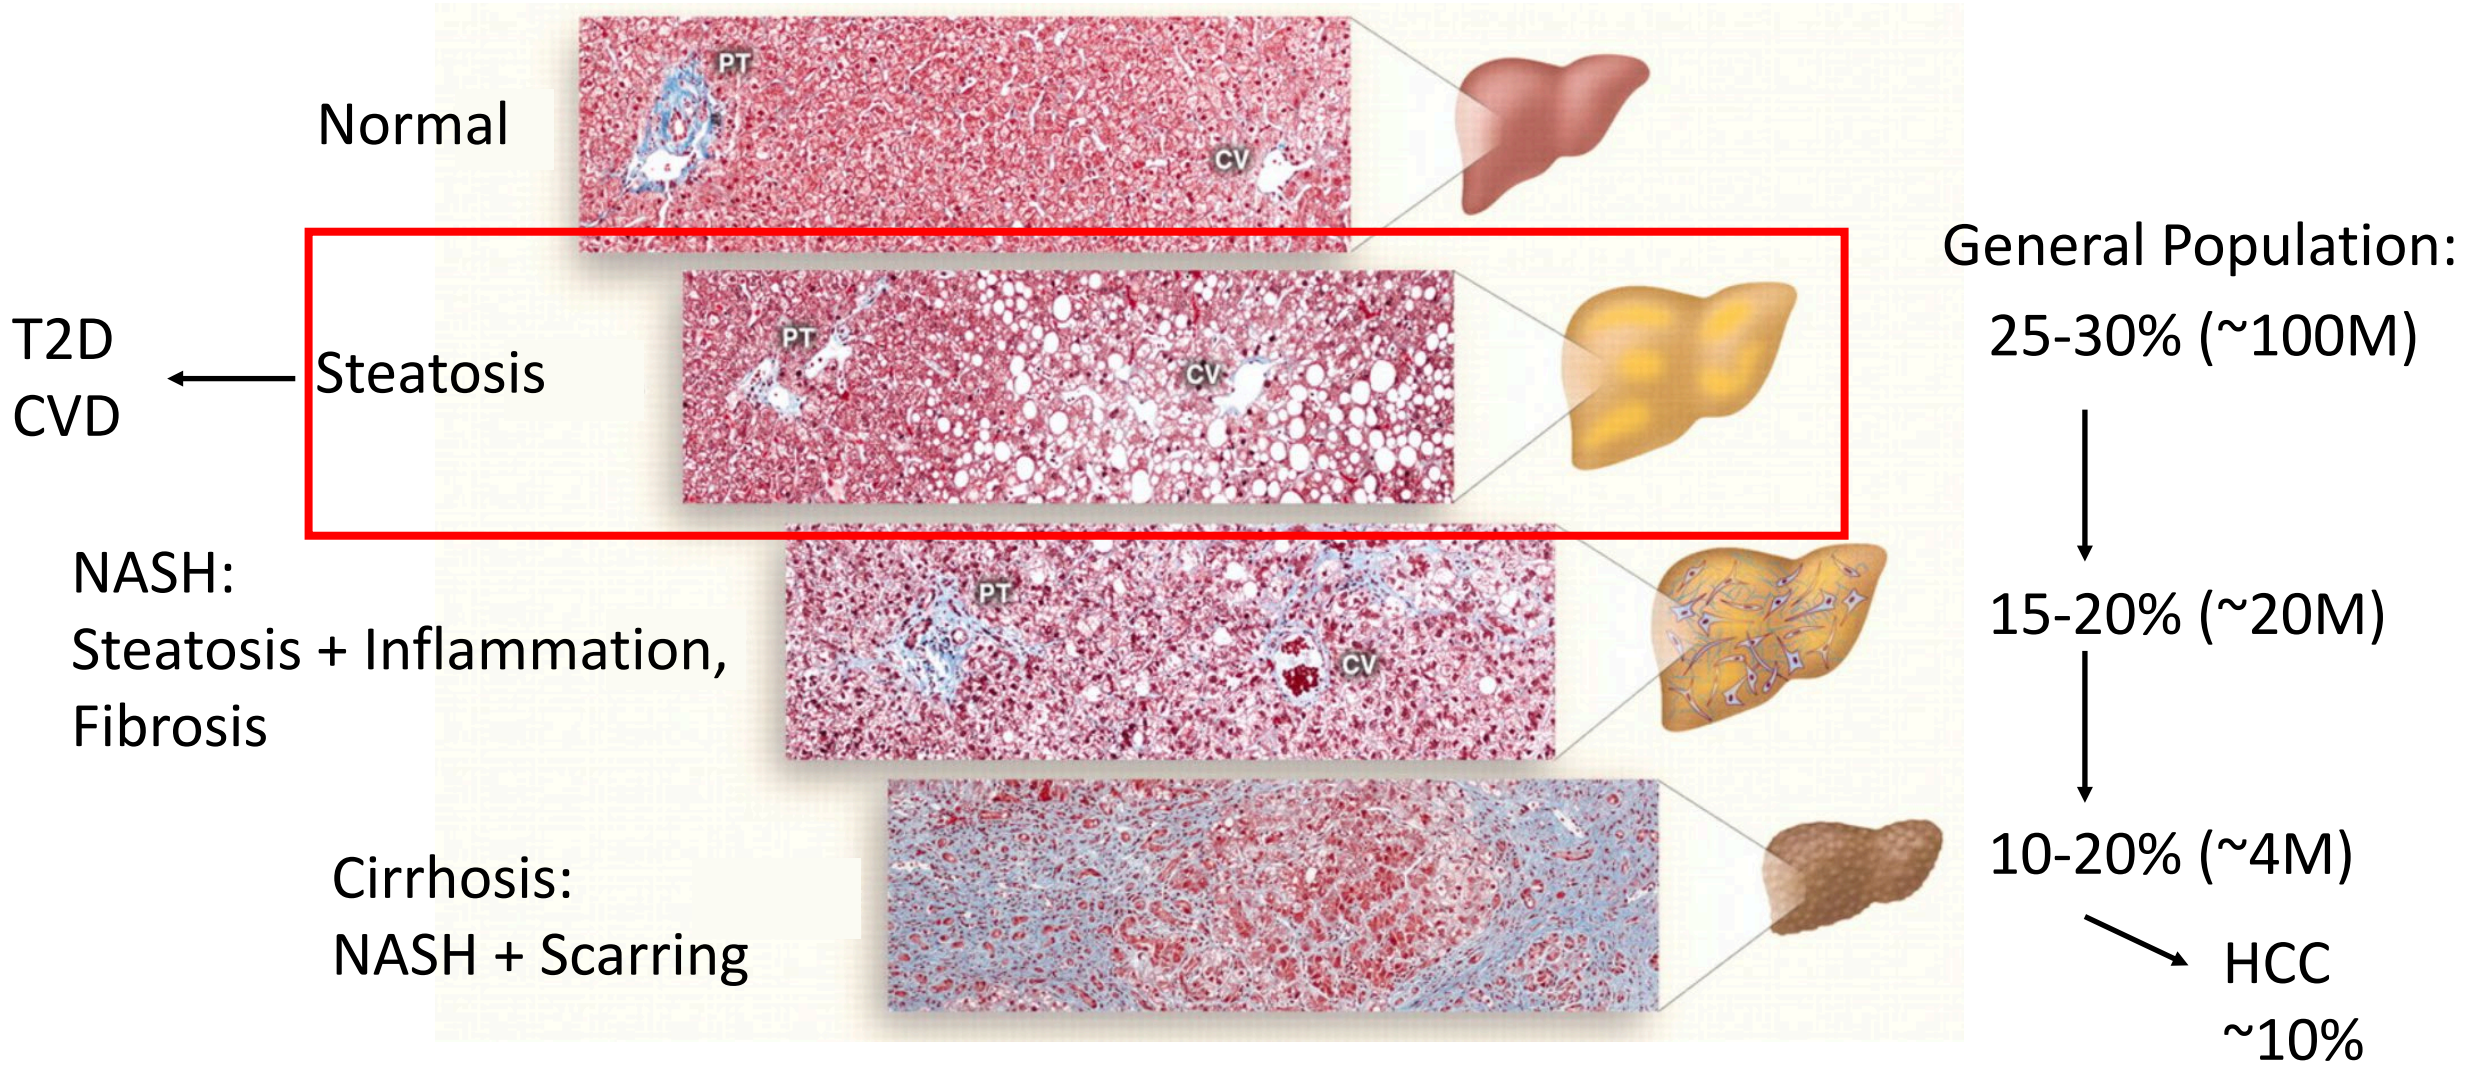 PT
Normal
CV
General Population:
T2D
CVD
Steatosis
PT
CV
25-30% (~100M)
NASH:
Steatosis + Inflammation,
Fibrosis
PT
CV
15-20% (~20M)
Cirrhosis:
NASH + Scarring
10-20% (~4M)
HCC
~10%